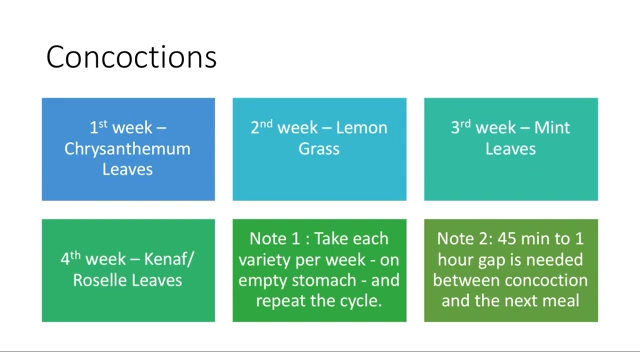 Concoctions
1st week –
Chrysanthemum
Leaves
2nd week – Lemon
Grass
3rd week – Mint
Leaves
4th week – Kenaf/
Roselle Leaves
Note 1 : Take each
variety per week - on
empty stomach - and
repeat the cycle.
Note 2: 45 min to 1
hour gap is needed
between concoction
and the next meal